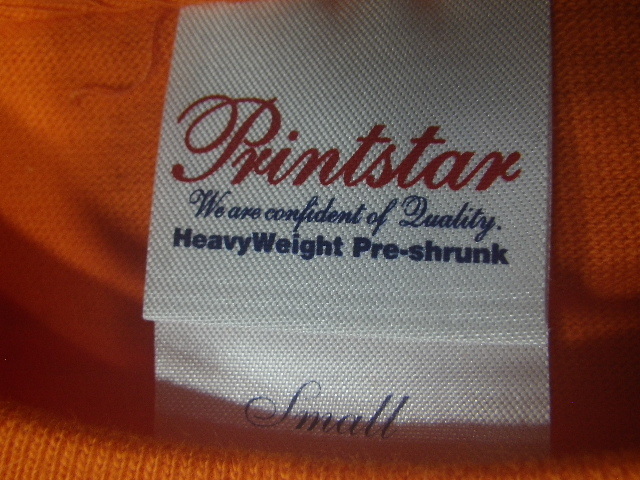 Printstar
We are confident of Quality.
HeavyWeight Pre-shrunk
Small